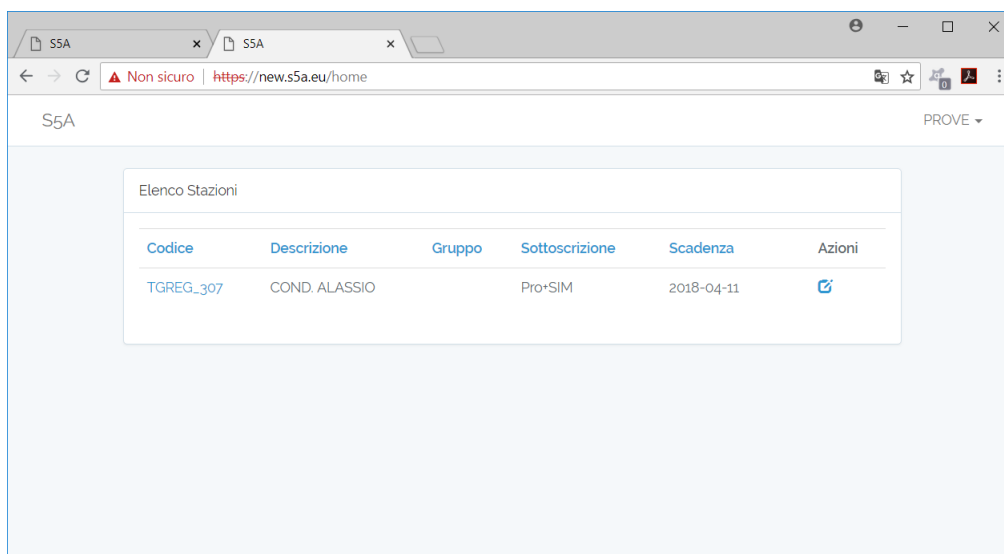 S5A
S5A
Non sicuro | https://new.s5a.eu/home
0
S5A
PROVE
Elenco Stazioni
Codice Descrizione Gruppo Sottoscrizione Scadenza Azioni
TGREG_307 COND. ALASSIO Pro+SIM 2018-04-11